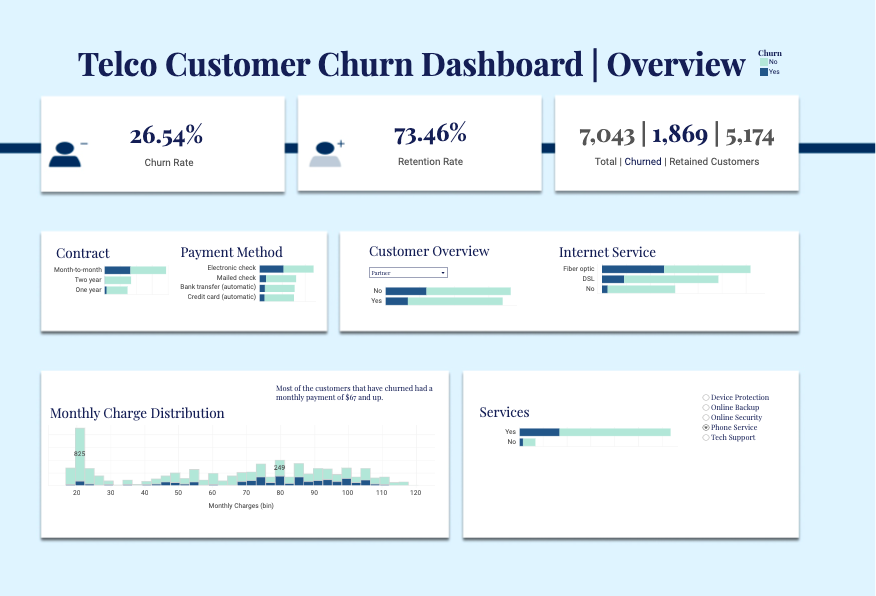 Telco Customer Churn Dashboard | Overview
Churn
No
Yes
26.54%
Churn Rate
73.46%
Retention Rate
7,043 | 1,869 | 5,174
Total | Churned | Retained Customers
Contract
Month-to-month
Two year
One year
Payment Method
Electronic check
Mailed check
Bank transfer (automatic)
Credit card (automatic)
Customer Overview
Partner
No
Yes
Internet Service
Fiber optic
DSL
No
Most of the customers that have churned had a
monthly payment of $67 and up.
Monthly Charge Distribution
825
249
20 30 40 50 60 70 80 90 100 110 120
Monthly Charges (bin)
Services
Yes
No
Device Protection
Online Backup
Online Security
Phone Service
Tech Support